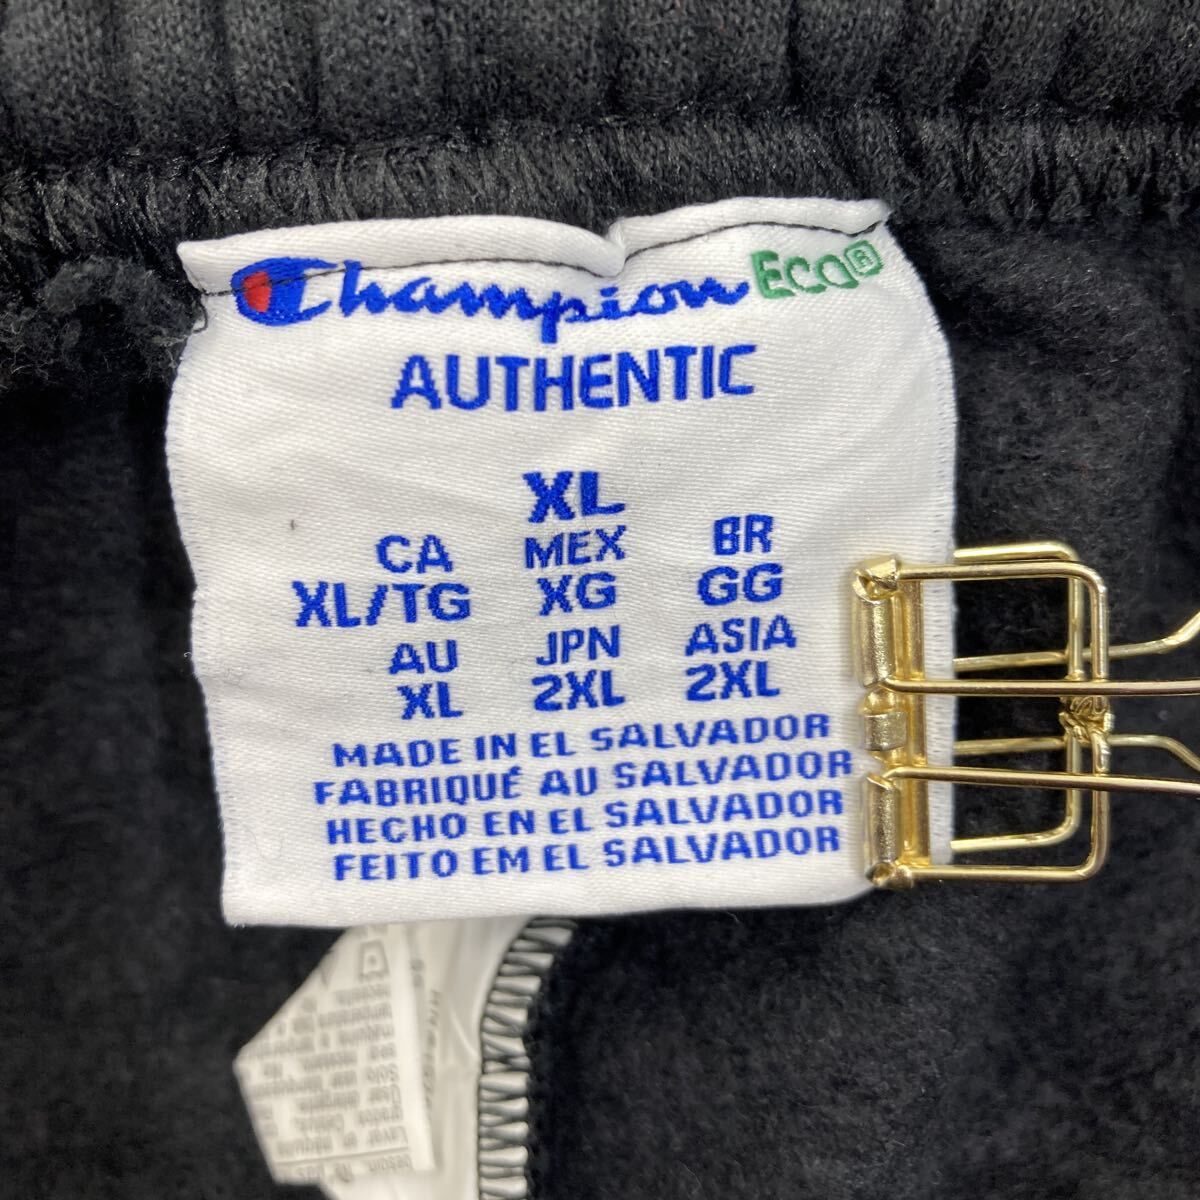 Champion ECO®
AUTHENTIC
XL
CA MEX BR
XL/TG XG GG
AU JPN ASIA
XL 2XL 2XL
MADE IN EL SALVADOR
FABRIQUÉ AU SALVADOR
HECHO EN EL SALVADOR
FEITO EM EL SALVADOR